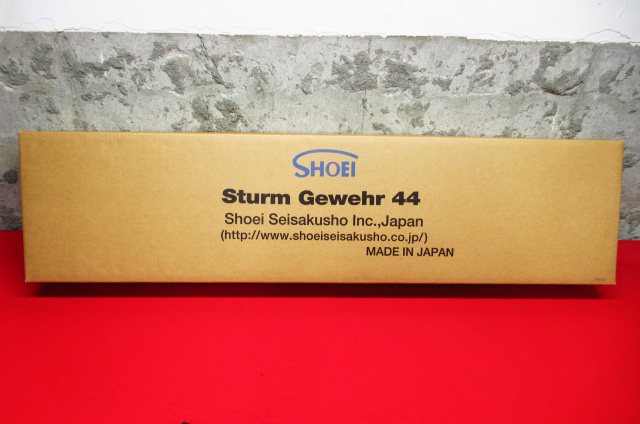 SHOEI
Sturm Gewehr 44
Shoei Seisakusho Inc.,Japan
(http://www.shoeiseisakusho.co.jp/)
MADE IN JAPAN